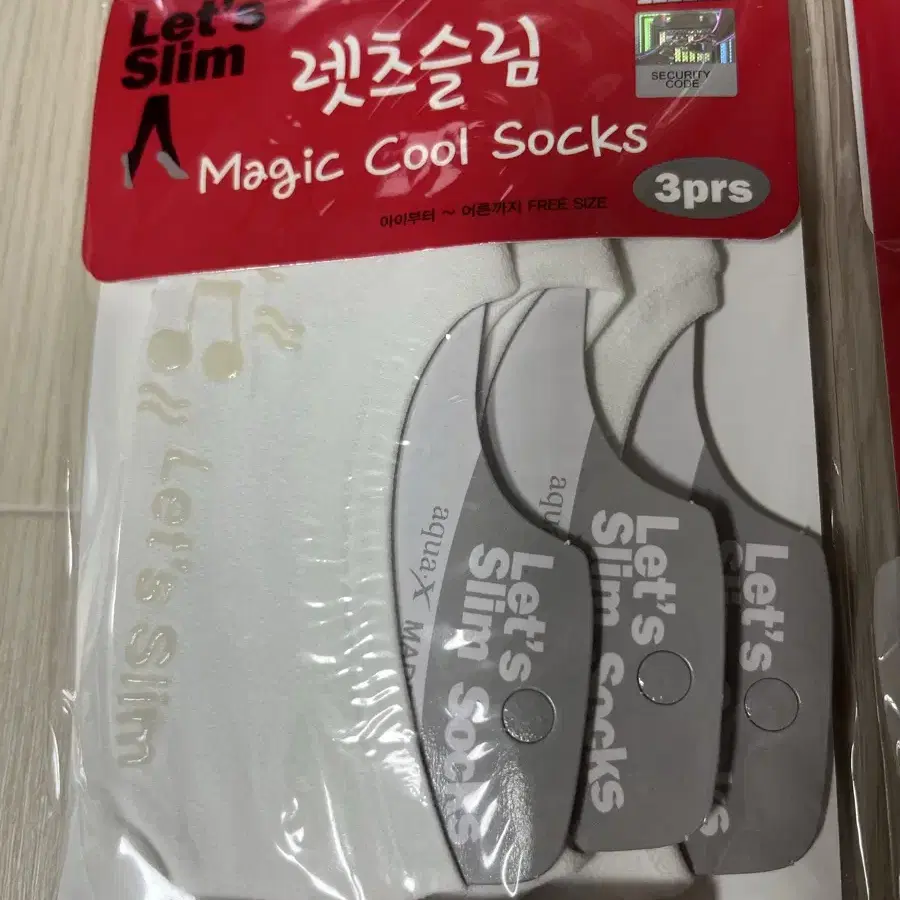 Let's
Slim
렛츠슬림
Magic Cool Socks
SECURITY
CODE
3prs
아이부터 ~ 어른까지 FREE SIZE
Let's Slim
aqua·X
Let's
Slim Socks
Let's
Slim Socks
Let's